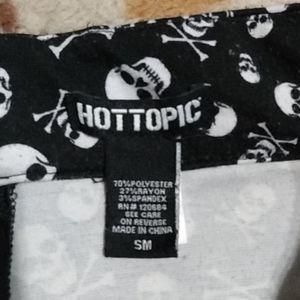 HOTTOPIC
70% POLYESTER
27% RAYON
3% SPANDEX
RN# 120684
SEE CARE
ON REVERSE
MADE IN CHINA
SM